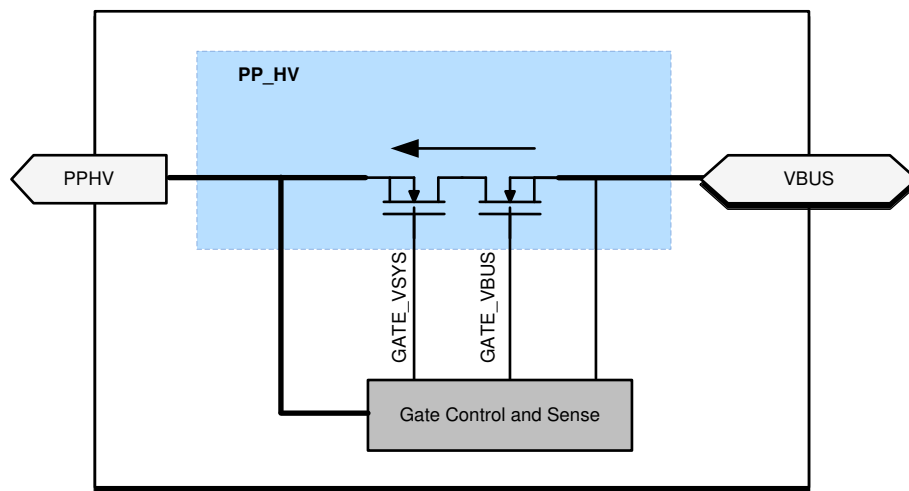 PP_HV
PPHV
VBUS
GATE_VSYS
GATE_VBUS
Gate Control and Sense